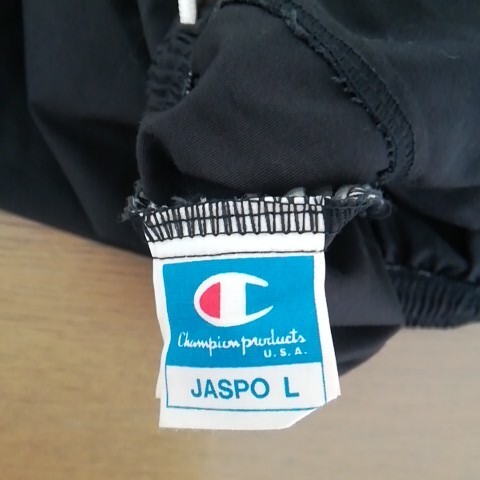 Champion products
U.S.A.
JASPO L